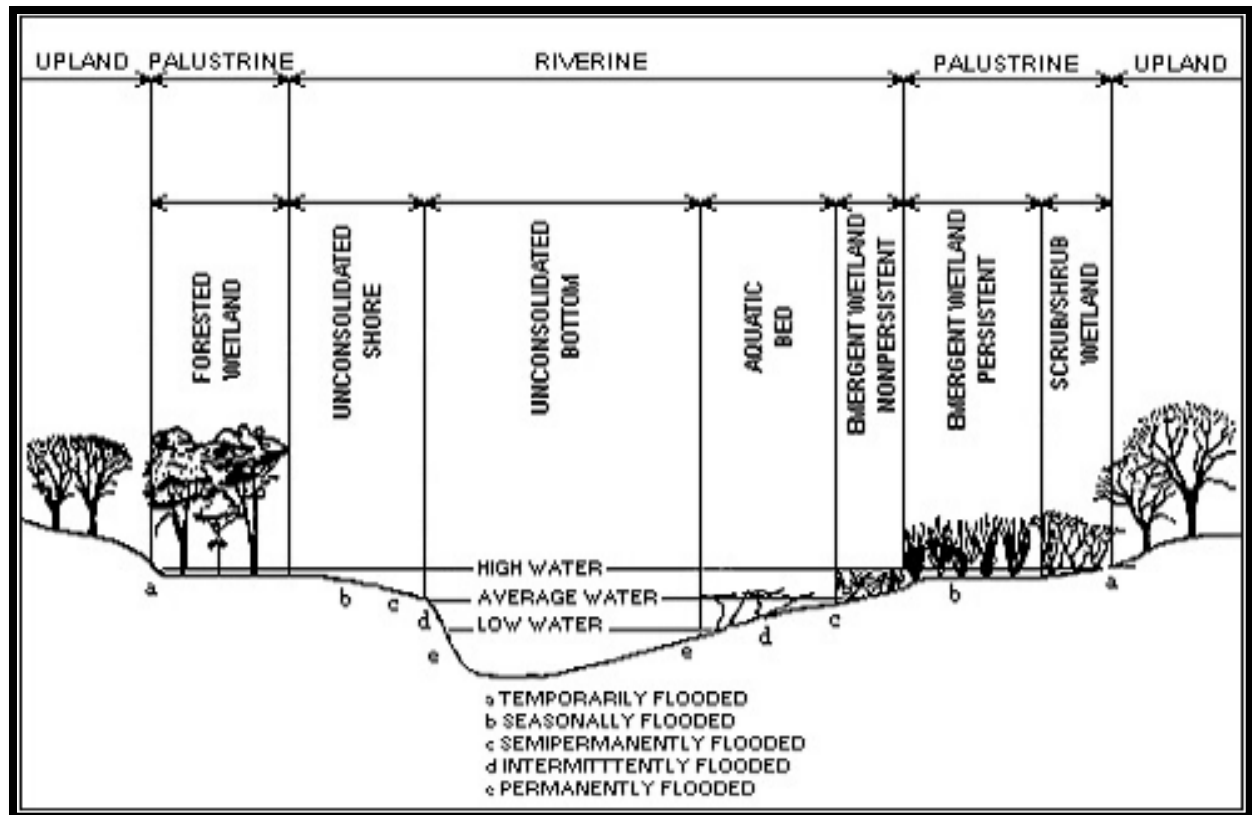 UPLAND PALUSTRINE RIVERINE PALUSTRINE UPLAND
FORESTED
WETLAND
UNCONSOLIDATED
SHORE
UNCONSOLIDATED
BOTTOM
AQUATIC
BED
EMERGENT WETLAND
NONPERSISTENT
EMERGENT WETLAND
PERSISTENT
SCRUB/SHRUB
WETLAND
HIGH WATER
a b c
AVERAGE WATER
d
LOW WATER
e e d c b a
a TEMPORARILY FLOODED
b SEASONALLY FLOODED
c SEMIPERMANENTLY FLOODED
d INTERMITTTENTLY FLOODED
e PERMANENTLY FLOODED